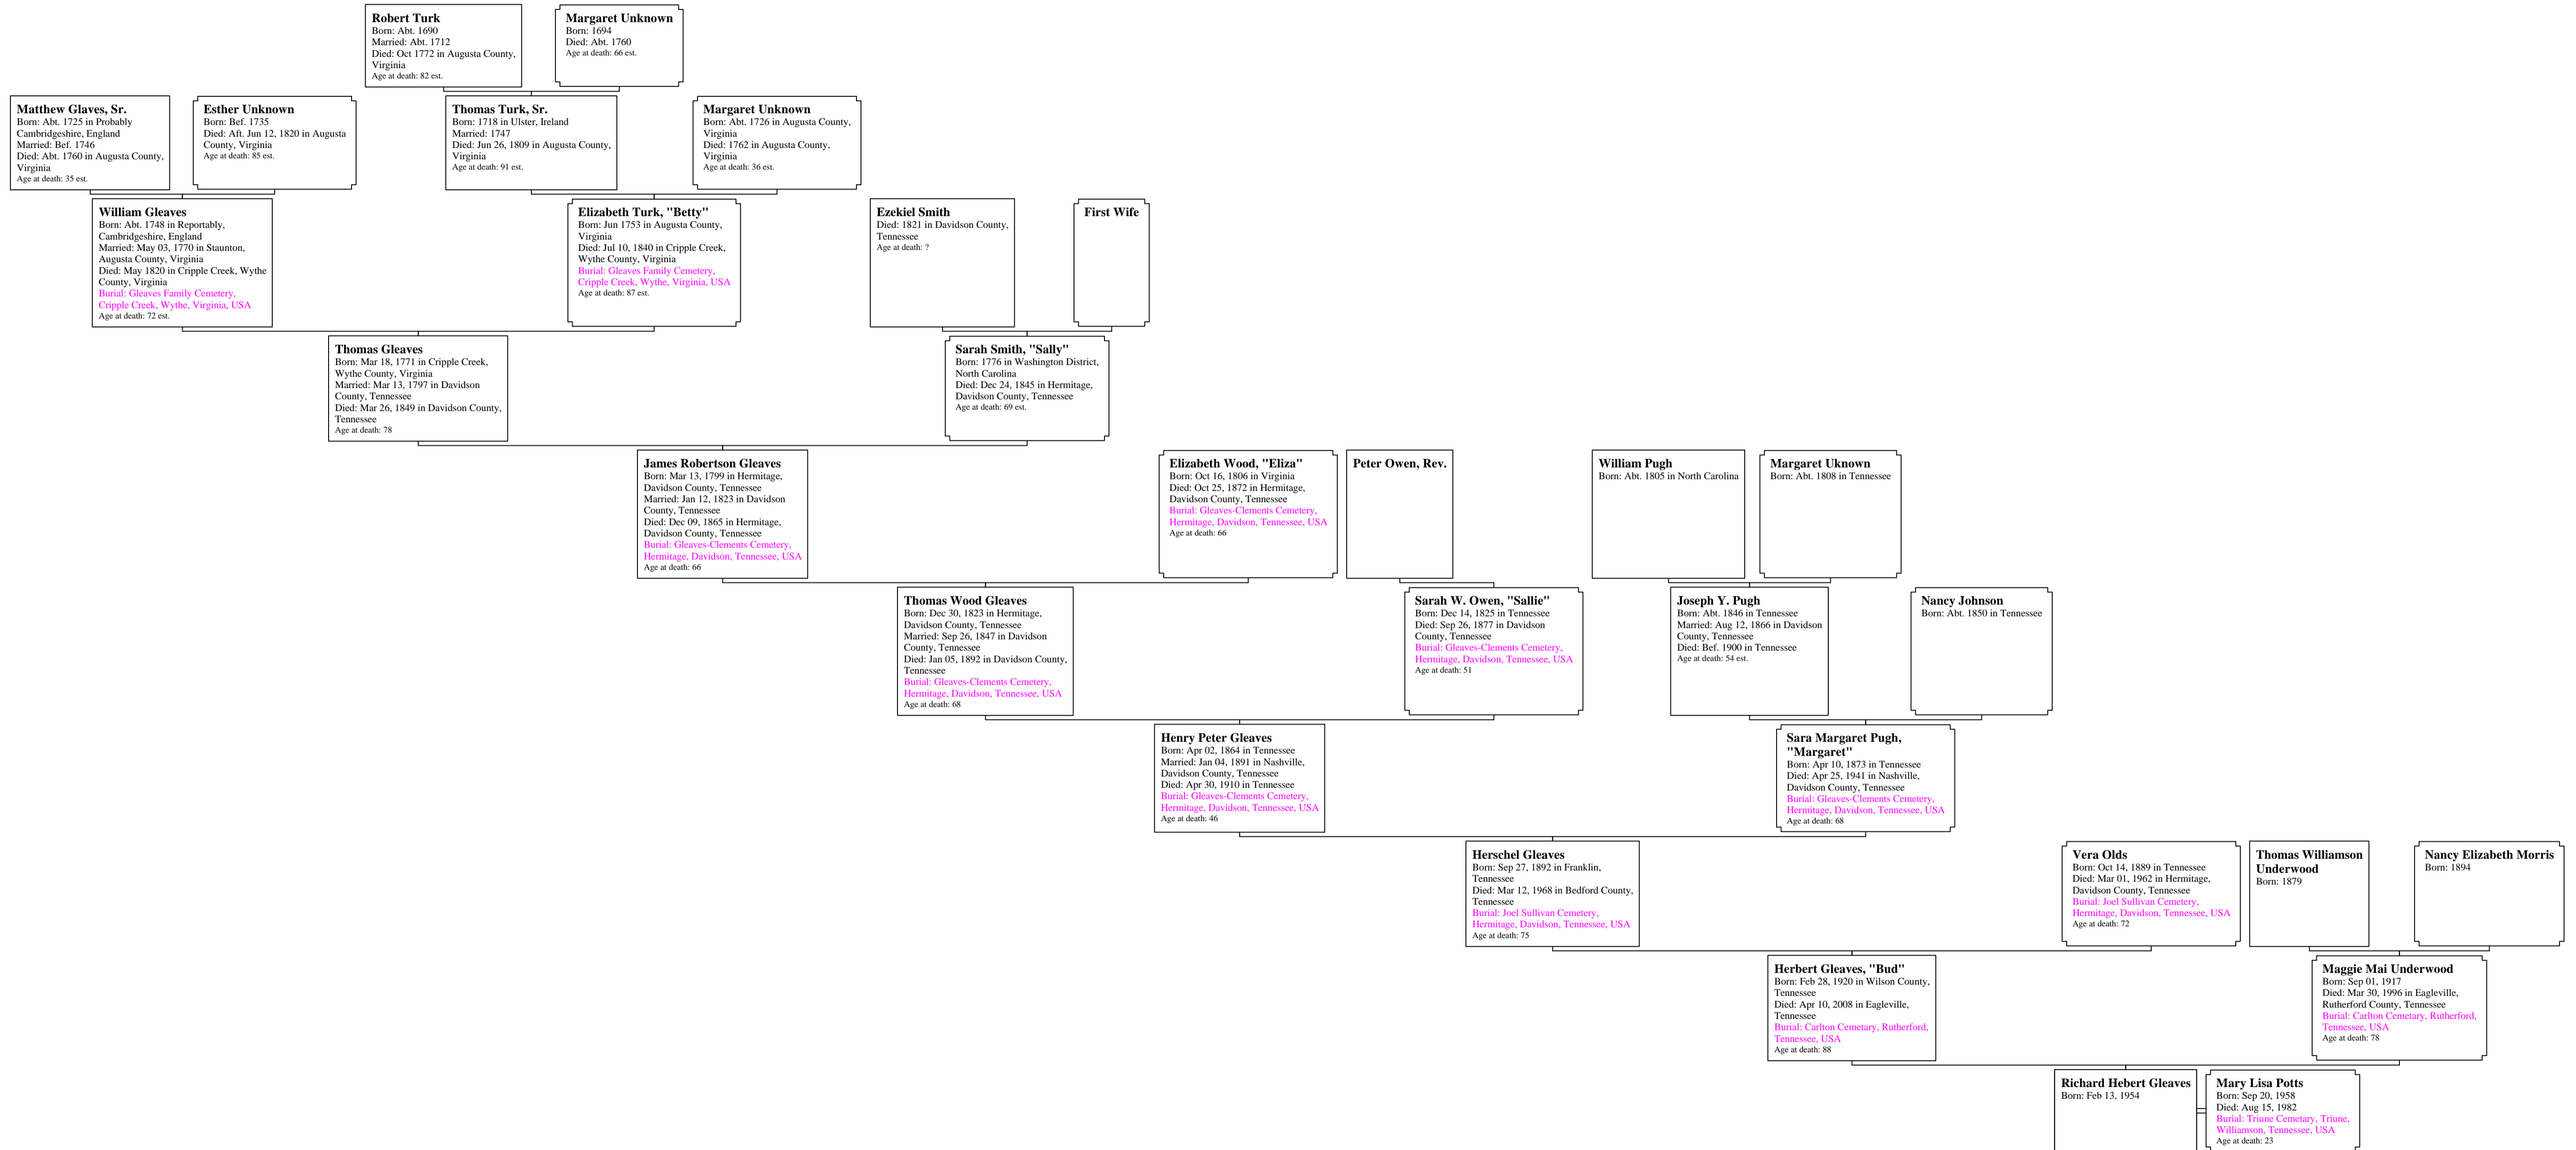 Robert Turk
Born: Abt. 1690
Married: Abt. 1712
Died: Oct 1772 in Augusta County,
Virginia
Age at death: 82 est.
Margaret Unknown
Born: 1694
Died: Abt. 1760
Age at death: 66 est.
Matthew Glaves, Sr.
Born: Abt. 1725 in Probably
Cambridgeshire, England
Married: Bef. 1746
Died: Abt. 1760 in Augusta County,
Virginia
Age at death: 35 est.
Esther Unknown
Born: Bef. 1735
Died: Aft. Jun 12, 1820 in Augusta
County, Virginia
Age at death: 85 est.
Thomas Turk, Sr.
Born: 1718 in Ulster, Ireland
Married: 1747
Died: Jun 26, 1809 in Augusta County,
Virginia
Age at death: 91 est.
Margaret Unknown
Born: Abt. 1726 in Augusta County,
Virginia
Died: 1762 in Augusta County,
Virginia
Age at death: 36 est.
William Gleaves
Born: Abt. 1748 in Reportably,
Cambridgeshire, England
Married: May 03, 1770 in Staunton,
Augusta County, Virginia
Died: May 1820 in Cripple Creek, Wythe
County, Virginia
Burial: Gleaves Family Cemetery,
Cripple Creek, Wythe, Virginia, USA
Age at death: 72 est.
Elizabeth Turk, "Betty"
Born: Jun 1753 in Augusta County,
Virginia
Died: Jul 10, 1840 in Cripple Creek,
Wythe County, Virginia
Burial: Gleaves Family Cemetery,
Cripple Creek, Wythe, Virginia, USA
Age at death: 87 est.
Ezekiel Smith
Died: 1821 in Davidson County,
Tennessee
Age at death: ?
First Wife
Thomas Gleaves
Born: Mar 18, 1771 in Cripple Creek,
Wythe County, Virginia
Married: Mar 13, 1797 in Davidson
County, Tennessee
Died: Mar 26, 1849 in Davidson County,
Tennessee
Age at death: 78
Sarah Smith, "Sally"
Born: 1776 in Washington District,
North Carolina
Died: Dec 24, 1845 in Hermitage,
Davidson County, Tennessee
Age at death: 69 est.
James Robertson Gleaves
Born: Mar 13, 1799 in Hermitage,
Davidson County, Tennessee
Married: Jan 12, 1823 in Davidson
County, Tennessee
Died: Dec 09, 1865 in Hermitage,
Davidson County, Tennessee
Burial: Gleaves-Clements Cemetery,
Hermitage, Davidson, Tennessee, USA
Age at death: 66
Elizabeth Wood, "Eliza"
Born: Oct 16, 1806 in Virginia
Died: Oct 25, 1872 in Hermitage,
Davidson County, Tennessee
Burial: Gleaves-Clements Cemetery,
Hermitage, Davidson, Tennessee, USA
Age at death: 66
Peter Owen, Rev.
William Pugh
Born: Abt. 1805 in North Carolina
Margaret Uknown
Born: Abt. 1808 in Tennessee
Thomas Wood Gleaves
Born: Dec 30, 1823 in Hermitage,
Davidson County, Tennessee
Married: Sep 26, 1847 in Davidson
County, Tennessee
Died: Jan 05, 1892 in Davidson County,
Tennessee
Burial: Gleaves-Clements Cemetery,
Hermitage, Davidson, Tennessee, USA
Age at death: 68
Sarah W. Owen, "Sallie"
Born: Dec 14, 1825 in Tennessee
Died: Sep 26, 1877 in Davidson
County, Tennessee
Burial: Gleaves-Clements Cemetery,
Hermitage, Davidson, Tennessee, USA
Age at death: 51
Joseph Y. Pugh
Born: Abt. 1846 in Tennessee
Married: Aug 12, 1866 in Davidson
County, Tennessee
Died: Bef. 1900 in Tennessee
Age at death: 54 est.
Nancy Johnson
Born: Abt. 1850 in Tennessee
Henry Peter Gleaves
Born: Apr 02, 1864 in Tennessee
Married: Jan 04, 1891 in Nashville,
Davidson County, Tennessee
Died: Apr 30, 1910 in Tennessee
Burial: Gleaves-Clements Cemetery,
Hermitage, Davidson, Tennessee, USA
Age at death: 46
Sara Margaret Pugh,
"Margaret"
Born: Apr 10, 1873 in Tennessee
Died: Apr 25, 1941 in Nashville,
Davidson County, Tennessee
Burial: Gleaves-Clements Cemetery,
Hermitage, Davidson, Tennessee, USA
Age at death: 68
Herschel Gleaves
Born: Sep 27, 1892 in Franklin,
Tennessee
Died: Mar 12, 1968 in Bedford County,
Tennessee
Burial: Joel Sullivan Cemetery,
Hermitage, Davidson, Tennessee, USA
Age at death: 75
Vera Olds
Born: Oct 14, 1889 in Tennessee
Died: Mar 01, 1962 in Hermitage,
Davidson County, Tennessee
Burial: Joel Sullivan Cemetery,
Hermitage, Davidson, Tennessee, USA
Age at death: 72
Thomas Williamson
Underwood
Born: 1879
Nancy Elizabeth Morris
Born: 1894
Herbert Gleaves, "Bud"
Born: Feb 28, 1920 in Wilson County,
Tennessee
Died: Apr 10, 2008 in Eagleville,
Tennessee
Burial: Carlton Cemetary, Rutherford,
Tennessee, USA
Age at death: 88
Maggie Mai Underwood
Born: Sep 01, 1917
Died: Mar 30, 1996 in Eagleville,
Rutherford County, Tennessee
Burial: Carlton Cemetary, Rutherford,
Tennessee, USA
Age at death: 78
Richard Hebert Gleaves
Born: Feb 13, 1954
Mary Lisa Potts
Born: Sep 20, 1958
Died: Aug 15, 1982
Burial: Triune Cemetary, Triune,
Williamson, Tennessee, USA
Age at death: 23